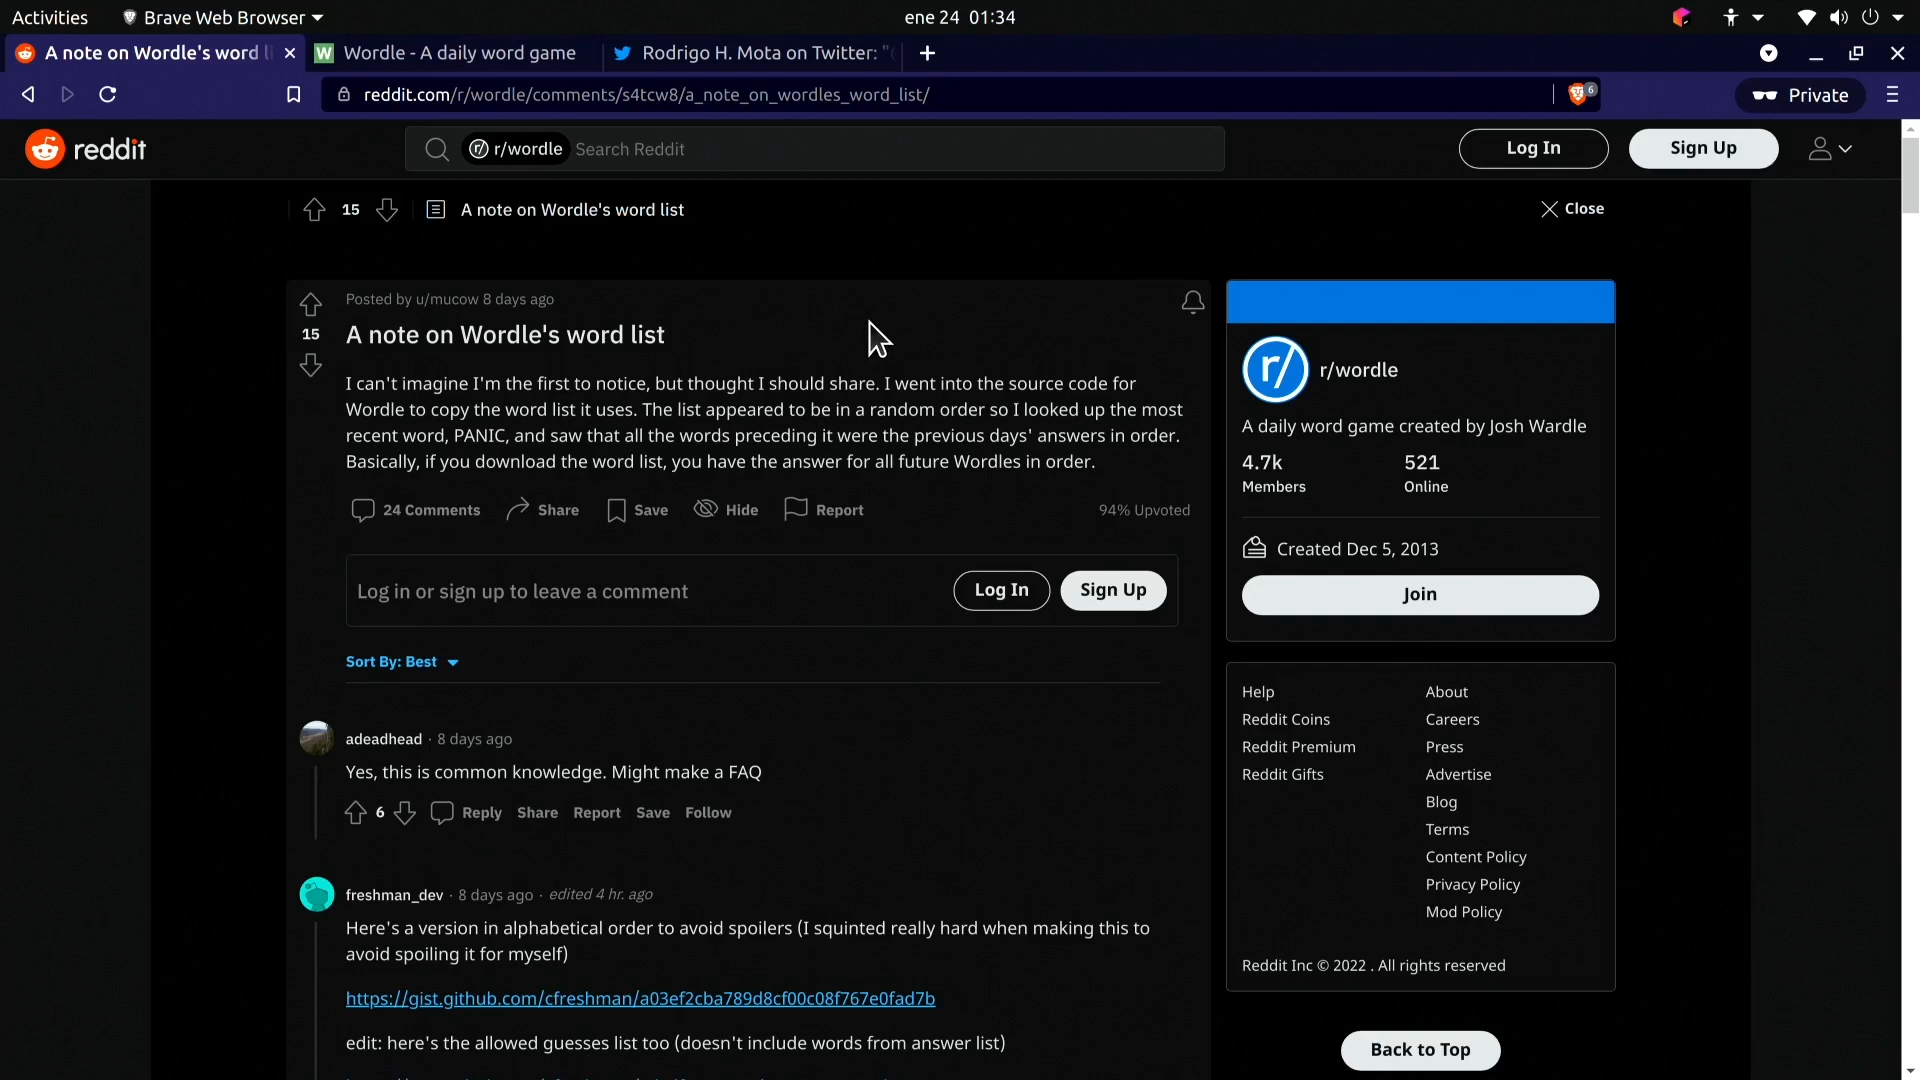 Activities
Brave Web Browser
ene 24 01:34
A note on Wordle's word l
Wordle - A daily word game
Rodrigo H. Mota on Twitter: "
reddit.com/r/wordle/comments/s4tcw8/a_note_on_wordles_word_list/
6
Private
reddit
r/wordle
Search Reddit
Log In
Sign Up
15
A note on Wordle's word list
Close
Posted by u/mucow 8 days ago
15
A note on Wordle's word list
I can't imagine I'm the first to notice, but thought I should share. I went into the source code for
Wordle to copy the word list it uses. The list appeared to be in a random order so I looked up the most
recent word, PANIC, and saw that all the words preceding it were the previous days' answers in order.
Basically, if you download the word list, you have the answer for all future Wordles in order.
24 Comments
Share
Save
Hide
Report
94% Upvoted
Log in or sign up to leave a comment
Log In
Sign Up
Sort By: Best
adeadhead · 8 days ago
Yes, this is common knowledge. Might make a FAQ
6
Reply
Share
Report
Save
Follow
freshman_dev · 8 days ago · edited 4 hr. ago
Here's a version in alphabetical order to avoid spoilers (I squinted really hard when making this to
avoid spoiling it for myself)
https://gist.github.com/cfreshman/a03ef2cba789d8cf00c08f767e0fad7b
edit: here's the allowed guesses list too (doesn't include words from answer list)
r/
r/wordle
A daily word game created by Josh Wardle
4.7k
521
Members
Online
Created Dec 5, 2013
Join
Help
About
Reddit Coins
Careers
Reddit Premium
Press
Reddit Gifts
Advertise
Blog
Terms
Content Policy
Privacy Policy
Mod Policy
Reddit Inc © 2022 . All rights reserved
Back to Top